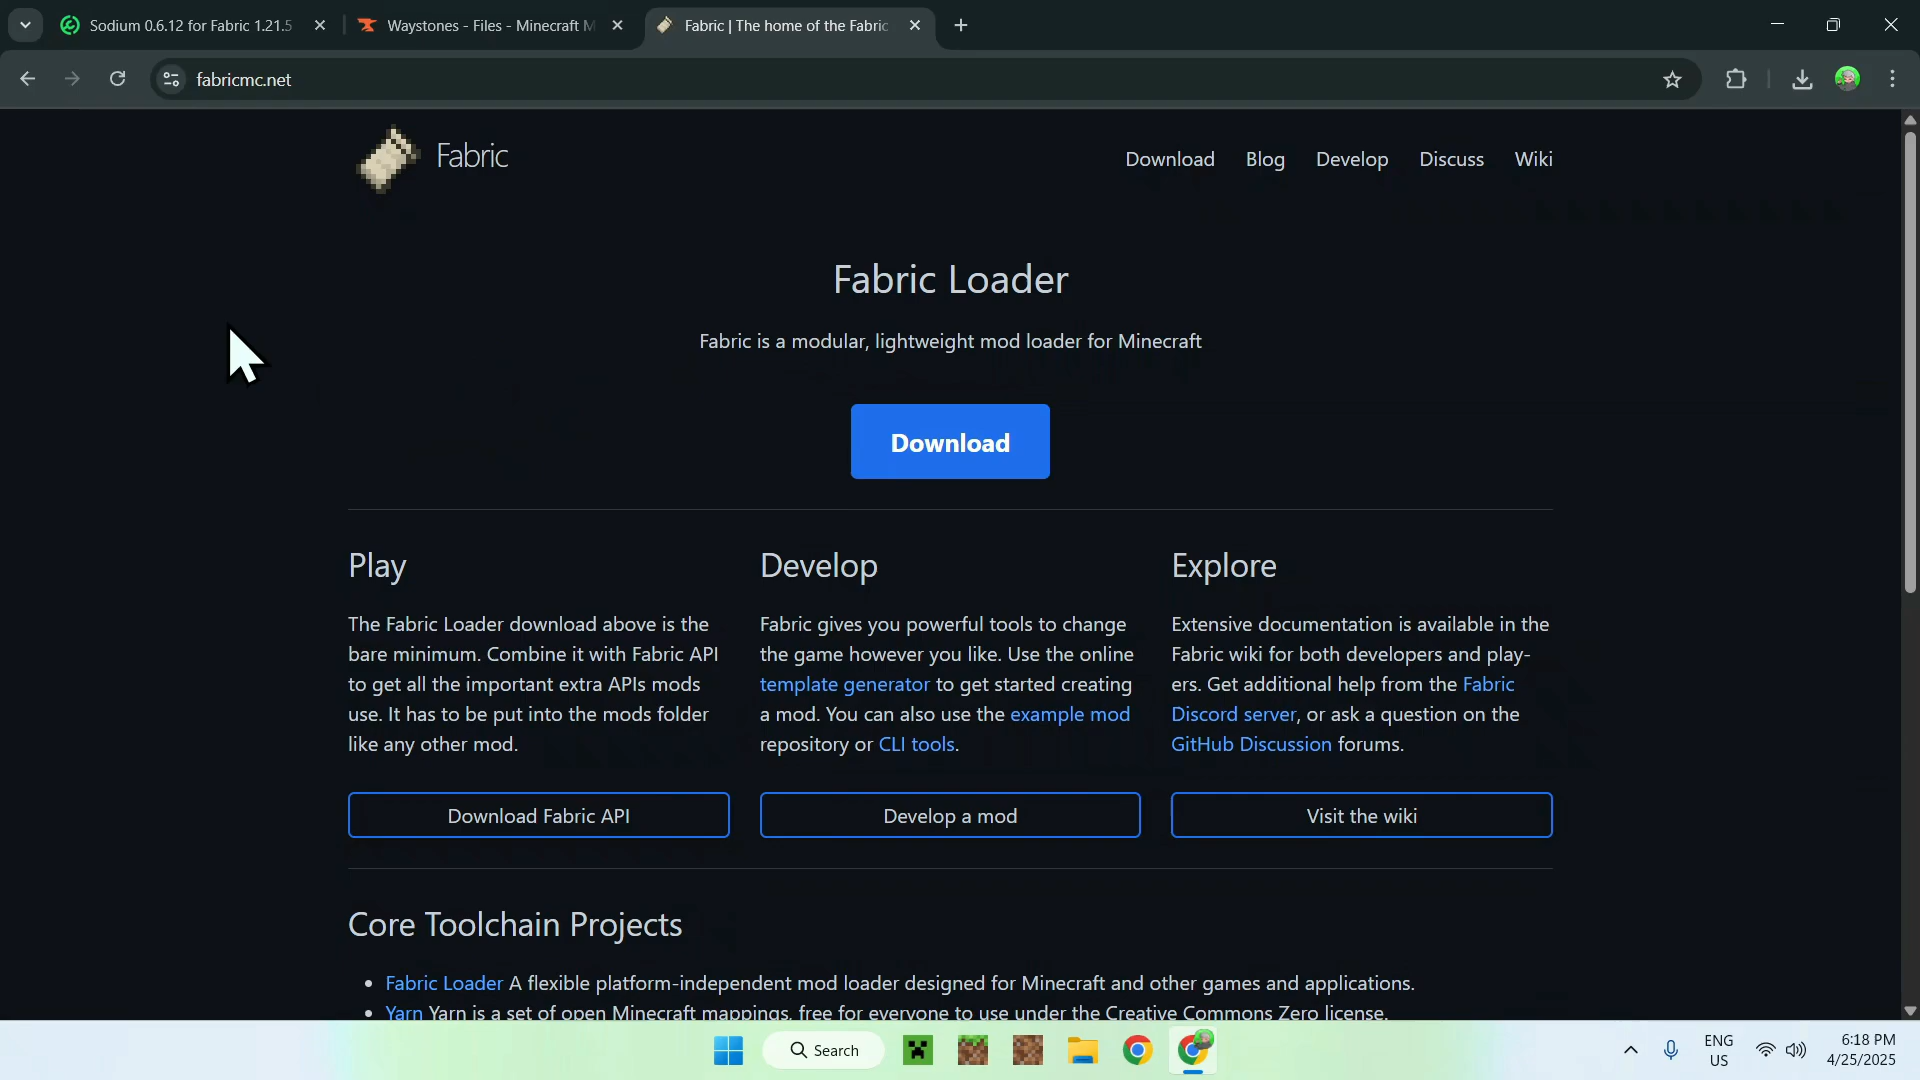 Sodium 0.6.12 for Fabric 1.21.5
Waystones - Files - Minecraft M
Fabric | The home of the Fabric
fabricmc.net
Fabric
Download Blog Develop Discuss Wiki
Fabric Loader
Fabric is a modular, lightweight mod loader for Minecraft
Download
Play
The Fabric Loader download above is the
bare minimum. Combine it with Fabric API
to get all the important extra APIs mods
use. It has to be put into the mods folder
like any other mod.
Download Fabric API
Develop
Fabric gives you powerful tools to change
the game however you like. Use the online
template generator to get started creating
a mod. You can also use the example mod
repository or CLI tools.
Develop a mod
Explore
Extensive documentation is available in the
Fabric wiki for both developers and play-
ers. Get additional help from the Fabric
Discord server, or ask a question on the
GitHub Discussion forums.
Visit the wiki
Core Toolchain Projects
• Fabric Loader A flexible platform-independent mod loader designed for Minecraft and other games and applications.
• Yarn Yarn is a set of open Minecraft mappings, free for everyone to use under the Creative Commons Zero license.
Search
ENG
US
6:18 PM
4/25/2025